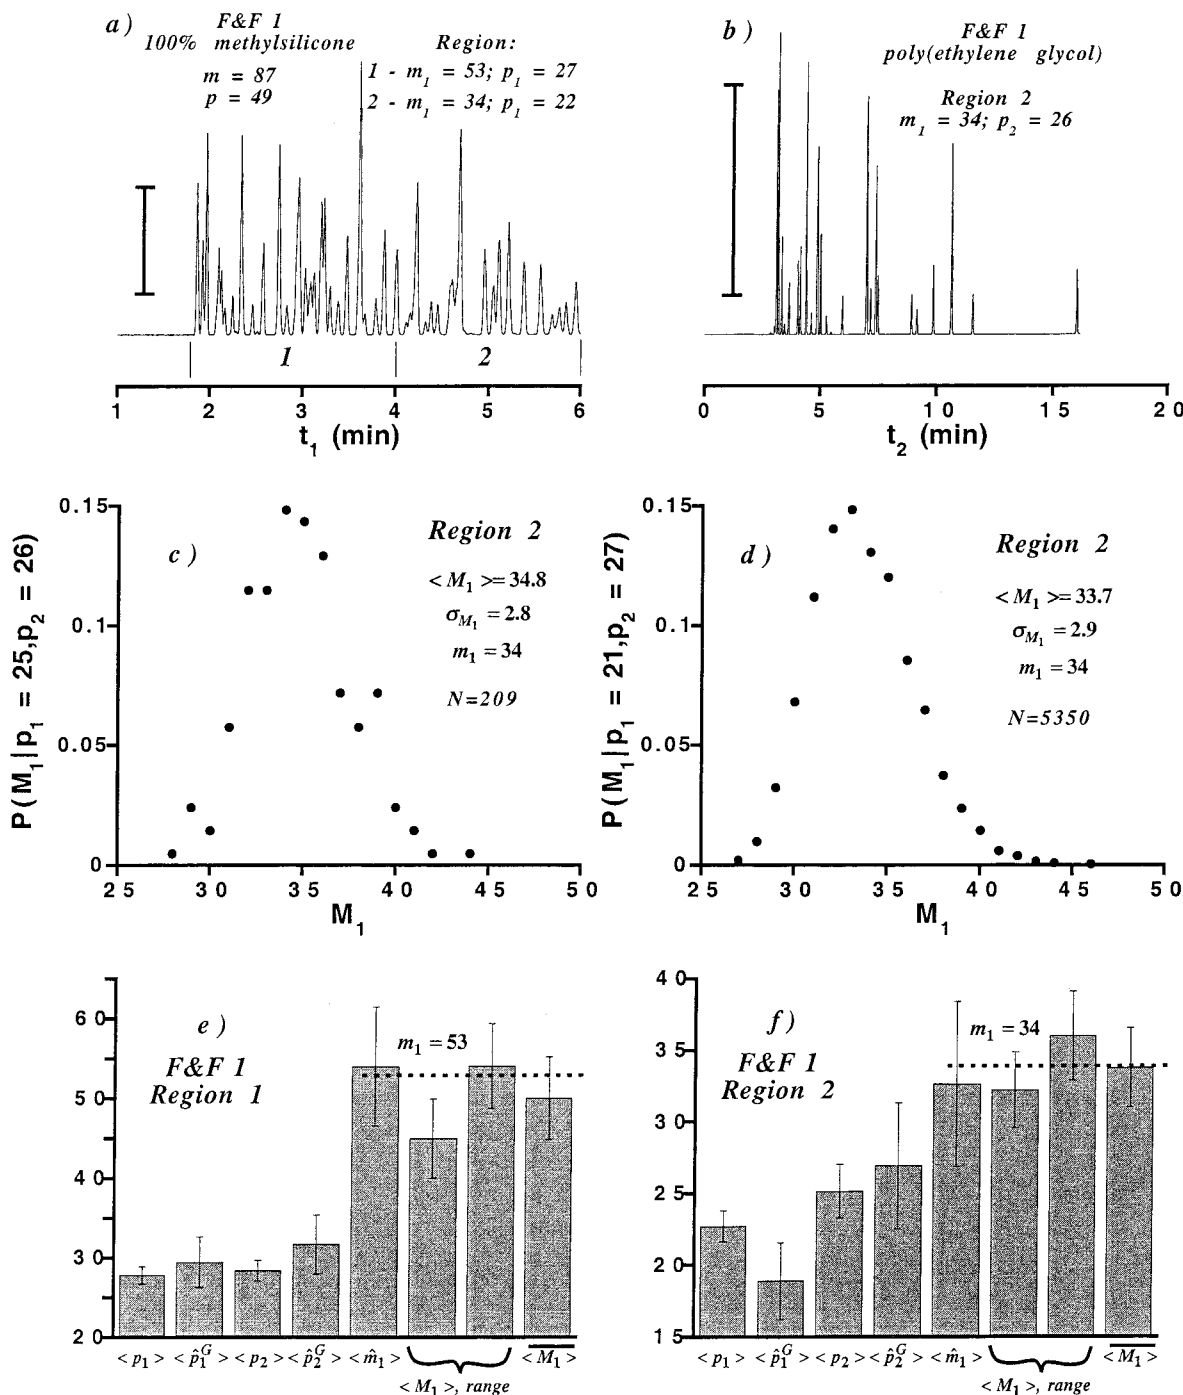 a )
F&F 1
100% methylsilicone
m = 87
p = 49
Region:
1 - m₁ = 53; p₁ = 27
2 - m₁ = 34; p₁ = 22
1
2
1 2 3 4 5 6
t₁ (min)
b )
F&F 1
poly(ethylene glycol)
Region 2
m₁ = 34; p₂ = 26
0 5 10 15 20
t₂ (min)
c )
Region 2
<M₁>=34.8
σ_M₁ = 2.8
m₁ = 34
N=209
P(M₁|p₁ = 25,p₂ = 26)
0.15
0.1
0.05
0
25 30 35 40 45 50
M₁
d )
Region 2
<M₁>=33.7
σ_M₁ = 2.9
m₁ = 34
N=5350
P(M₁|p₁ = 21,p₂ = 27)
0.15
0.1
0.05
0
25 30 35 40 45 50
M₁
e )
F&F 1
Region 1
m₁ = 53
60
50
40
30
20
<p₁> <p̂₁ᴳ> <p₂> <p̂₂ᴳ> <m̂₁> <M₁>
<M₁>, range
f )
F&F 1
Region 2
m₁ = 34
40
35
30
25
20
15
<p₁> <p̂₁ᴳ> <p₂> <p̂₂ᴳ> <m̂₁> <M₁>
<M₁>, range